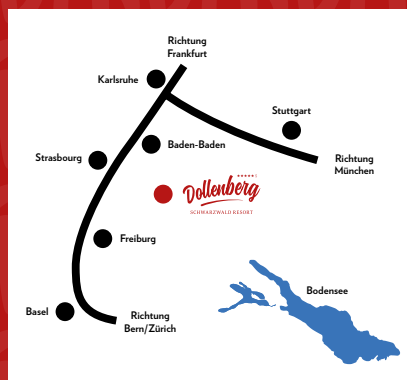 Richtung
Frankfurt
Karlsruhe
Stuttgart
Baden-Baden
Strasbourg
Richtung
München
Dollenberg
SCHWARZWALD RESORT
Freiburg
Bodensee
Basel
Richtung
Bern/Zürich